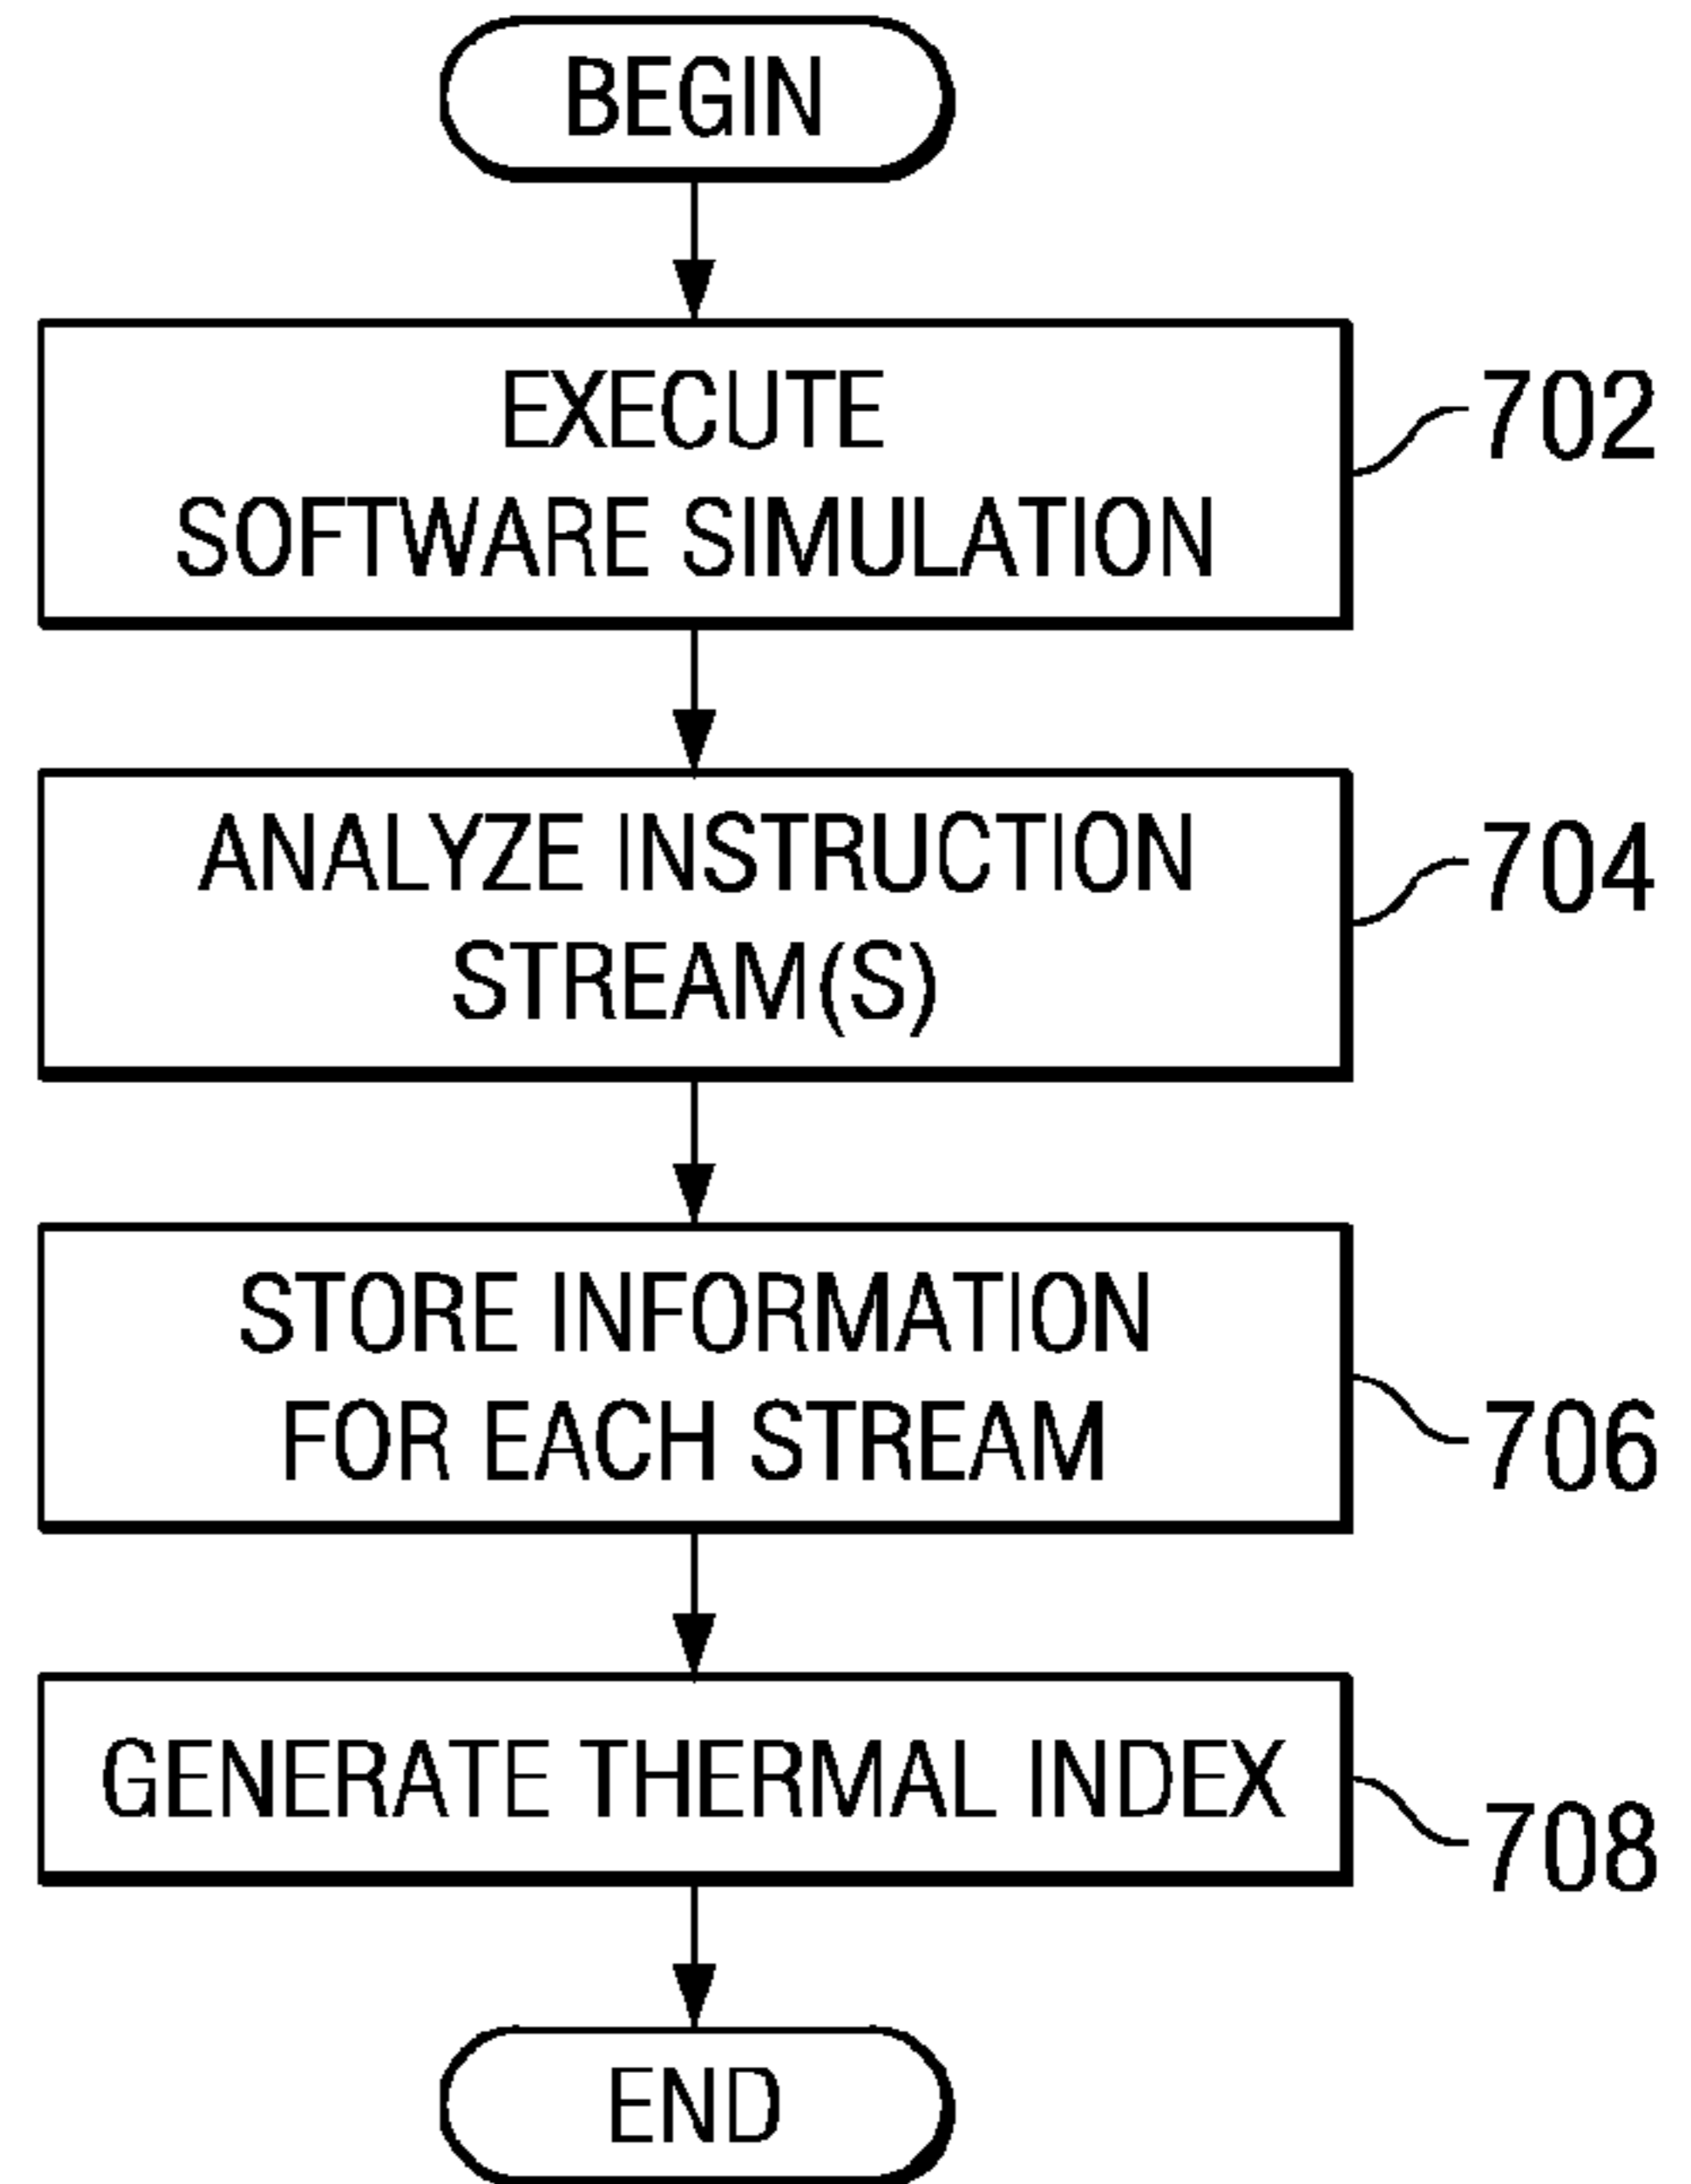 BEGIN
EXECUTE
SOFTWARE SIMULATION
702
ANALYZE INSTRUCTION
STREAM(S)
704
STORE INFORMATION
FOR EACH STREAM
706
GENERATE THERMAL INDEX
708
END